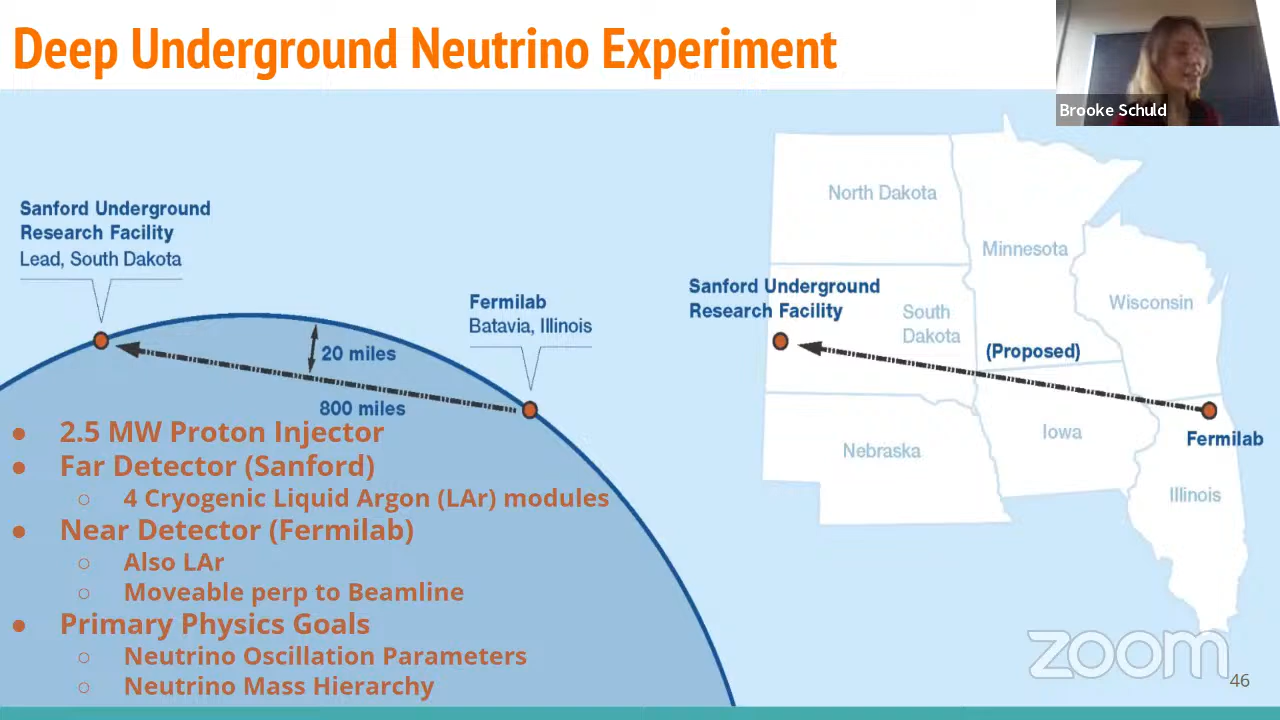 Deep Underground Neutrino Experiment
Brooke Schuld
Sanford Underground
Research Facility
Lead, South Dakota
Fermilab
Batavia, Illinois
20 miles
800 miles
2.5 MW Proton Injector
Far Detector (Sanford)
4 Cryogenic Liquid Argon (LAr) modules
Near Detector (Fermilab)
Also LAr
Moveable perp to Beamline
Primary Physics Goals
Neutrino Oscillation Parameters
Neutrino Mass Hierarchy
North Dakota
Minnesota
Sanford Underground
Research Facility
South
Dakota
Wisconsin
(Proposed)
Iowa
Fermilab
Nebraska
Illinois
zoom
46